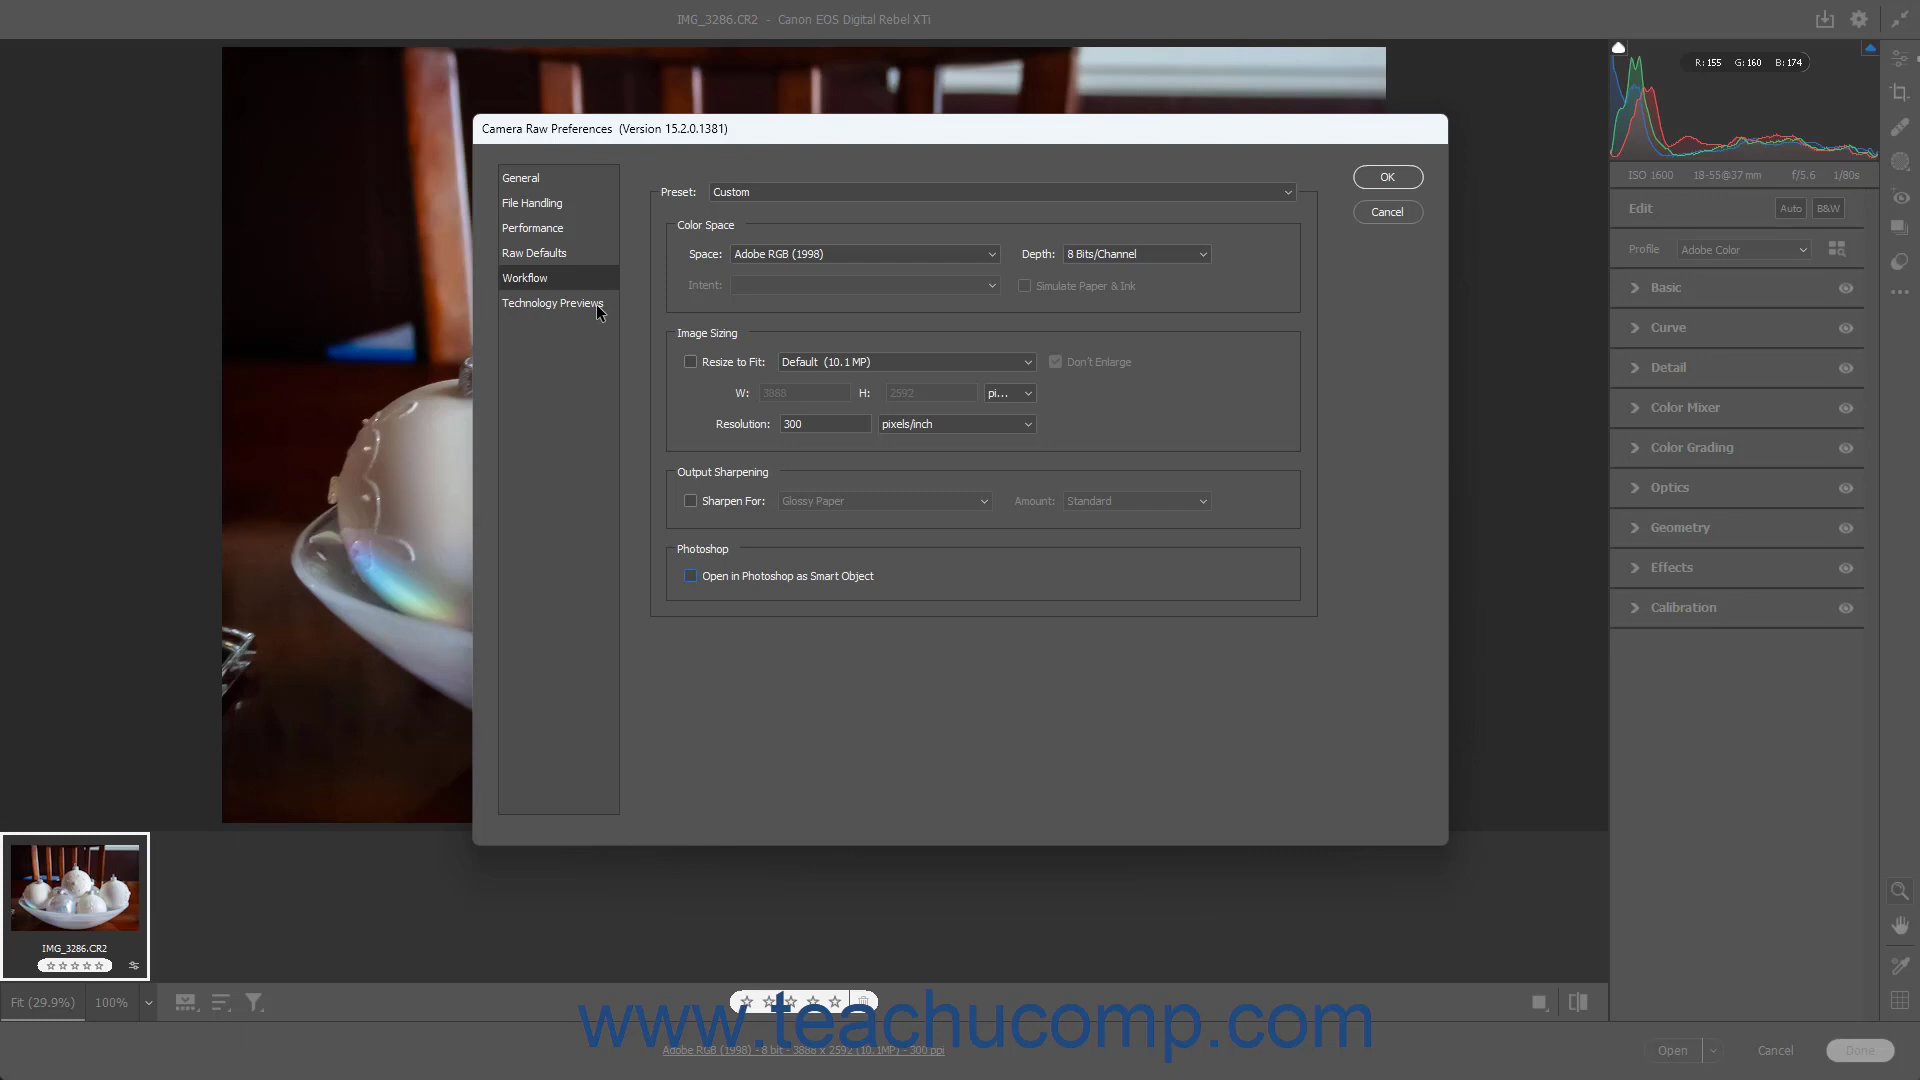 IMG_3286.CR2 - Canon EOS Digital Rebel XTi
R: 155 G: 160 B: 174
Camera Raw Preferences (Version 15.2.0.1381)
General
File Handling
Performance
Raw Defaults
Workflow
Technology Previews
Preset: Custom
OK
Cancel
Color Space
Space: Adobe RGB (1998) Depth: 8 Bits/Channel
Intent: Simulate Paper & Ink
Image Sizing
Resize to Fit: Default (10.1 MP) Don't Enlarge
W: 3888 H: 2592 pi...
Resolution: 300 pixels/inch
Output Sharpening
Sharpen For: Glossy Paper Amount: Standard
Photoshop
Open in Photoshop as Smart Object
ISO 1600 18-55@37 mm f/5.6 1/80s
Edit Auto B&W
Profile Adobe Color
Basic
Curve
Detail
Color Mixer
Color Grading
Optics
Geometry
Effects
Calibration
IMG_3286.CR2
Fit (29.9%) 100%
www.teachucomp.com
Adobe RGB (1998) - 8 bit - 3888 x 2592 (10.1MP) - 300 ppi
Open Cancel Done